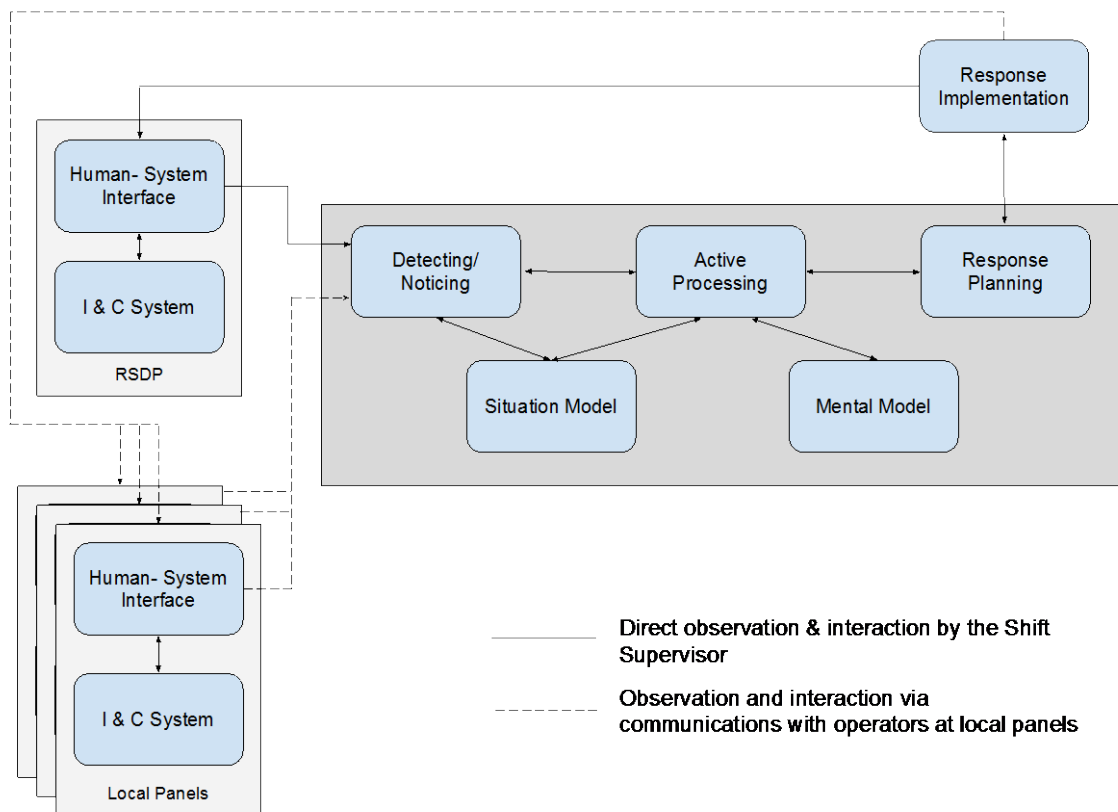 Response
Implementation
Human- System
Interface
I & C System
RSDP
Detecting/
Noticing
Active
Processing
Response
Planning
Situation Model
Mental Model
Human- System
Interface
I & C System
Local Panels
Direct observation & interaction by the Shift
Supervisor
Observation and interaction via
communications with operators at local panels